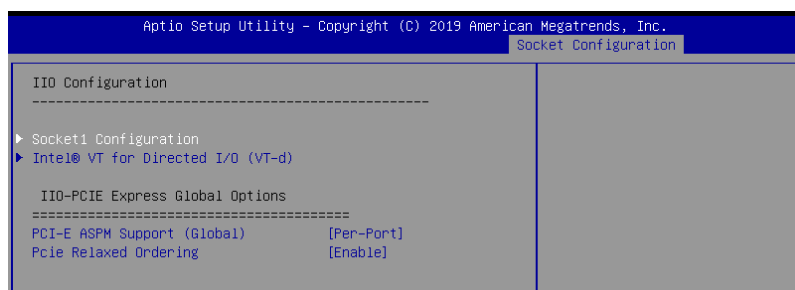 Aptio Setup Utility – Copyright (C) 2019 American Megatrends, Inc.
Socket Configuration
IIO Configuration
--------------------------------------------------
Socket1 Configuration
Intel® VT for Directed I/O (VT-d)
IIO-PCIE Express Global Options
========================================
PCI-E ASPM Support (Global) [Per-Port]
Pcie Relaxed Ordering [Enable]